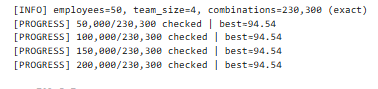 [INFO] employees=50, team_size=4, combinations=230,300 (exact)
[PROGRESS] 50,000/230,300 checked | best≈94.54
[PROGRESS] 100,000/230,300 checked | best≈94.54
[PROGRESS] 150,000/230,300 checked | best≈94.54
[PROGRESS] 200,000/230,300 checked | best≈94.54